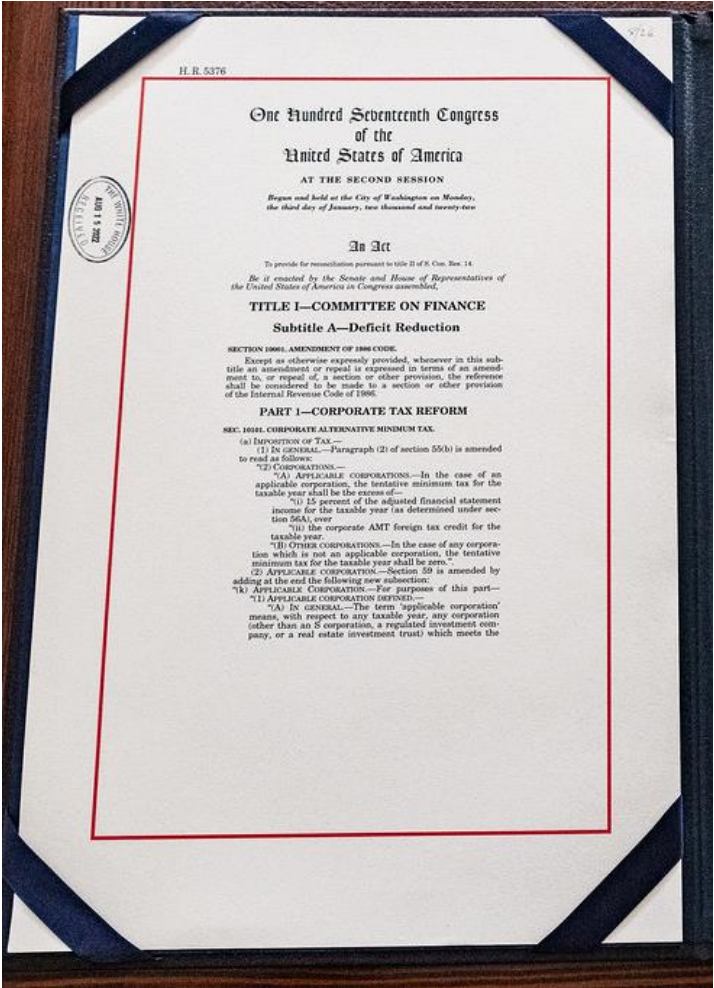 8/26
H. R. 5376
One Hundred Seventeenth Congress
of the
United States of America
AT THE SECOND SESSION
Begun and held at the City of Washington on Monday,
the third day of January, two thousand and twenty-two
THE WHITE HOUSE
AUG 15 2022
RECEIVED
An Act
To provide for reconciliation pursuant to title II of S. Con. Res. 14.
Be it enacted by the Senate and House of Representatives of
the United States of America in Congress assembled,
TITLE I—COMMITTEE ON FINANCE
Subtitle A—Deficit Reduction
SECTION 10001. AMENDMENT OF 1986 CODE.
Except as otherwise expressly provided, whenever in this sub-
title an amendment or repeal is expressed in terms of an amend-
ment to, or repeal of, a section or other provision, the reference
shall be considered to be made to a section or other provision
of the Internal Revenue Code of 1986.
PART 1—CORPORATE TAX REFORM
SEC. 10101. CORPORATE ALTERNATIVE MINIMUM TAX.
(a) IMPOSITION OF TAX.—
(1) IN GENERAL.—Paragraph (2) of section 55(b) is amended
to read as follows:
"(2) CORPORATIONS.—
"(A) APPLICABLE CORPORATIONS.—In the case of an
applicable corporation, the tentative minimum tax for the
taxable year shall be the excess of—
"(i) 15 percent of the adjusted financial statement
income for the taxable year (as determined under sec-
tion 56A), over
"(ii) the corporate AMT foreign tax credit for the
taxable year.
"(B) OTHER CORPORATIONS.—In the case of any corpora-
tion which is not an applicable corporation, the tentative
minimum tax for the taxable year shall be zero.".
(2) APPLICABLE CORPORATION.—Section 59 is amended by
adding at the end the following new subsection:
"(k) APPLICABLE CORPORATION.—For purposes of this part—
"(1) APPLICABLE CORPORATION DEFINED.—
"(A) IN GENERAL.—The term 'applicable corporation'
means, with respect to any taxable year, any corporation
(other than an S corporation, a regulated investment com-
pany, or a real estate investment trust) which meets the